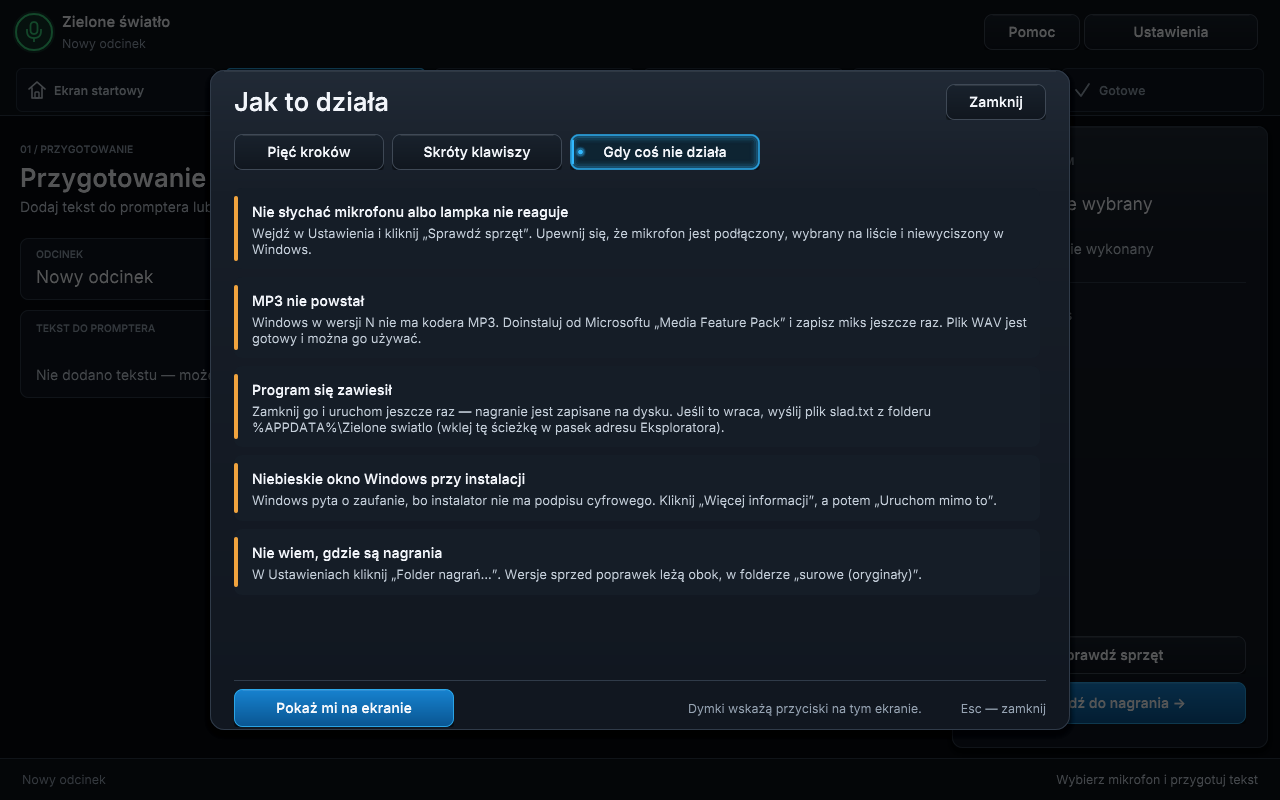 Zielone światło
Nowy odcinek
Pomoc
Ustawienia
Ekran startowy
Gotowe
Jak to działa
Zamknij
Pięć kroków
Skróty klawiszy
Gdy coś nie działa
01 / PRZYGOTOWANIE
Przygotowanie
Dodaj tekst do promptera lub
ODCINEK
Nowy odcinek
TEKST DO PROMPTERA
Nie dodano tekstu —
Nie słychać mikrofonu albo lampka nie reaguje
Wejdź w Ustawienia i kliknij „Sprawdź sprzęt”. Upewnij się, że mikrofon jest podłączony, wybrany na liście i niewyciszony w
Windows.
MP3 nie powstał
Windows w wersji N nie ma kodera MP3. Doinstaluj od Microsoftu „Media Feature Pack” i zapisz miks jeszcze raz. Plik WAV jest
gotowy i można go używać.
Program się zawiesił
Zamknij go i uruchom jeszcze raz — nagranie jest zapisane na dysku. Jeśli to wraca, wyślij plik slad.txt z folderu
%APPDATA%\Zielone swiatlo (wklej tę ścieżkę w pasek adresu Eksploratora).
Niebieskie okno Windows przy instalacji
Windows pyta o zaufanie, bo instalator nie ma podpisu cyfrowego. Kliknij „Więcej informacji”, a potem „Uruchom mimo to”.
Nie wiem, gdzie są nagrania
W Ustawieniach kliknij „Folder nagrań...”. Wersje sprzed poprawek leżą obok, w folderze „surowe (oryginały)”.
Pokaż mi na ekranie
Dymki wskażą przyciski na tym ekranie.
Esc — zamknij
wybrany
wykonany
sprzęt
do nagrania →
Nowy odcinek
Wybierz mikrofon i przygotuj tekst